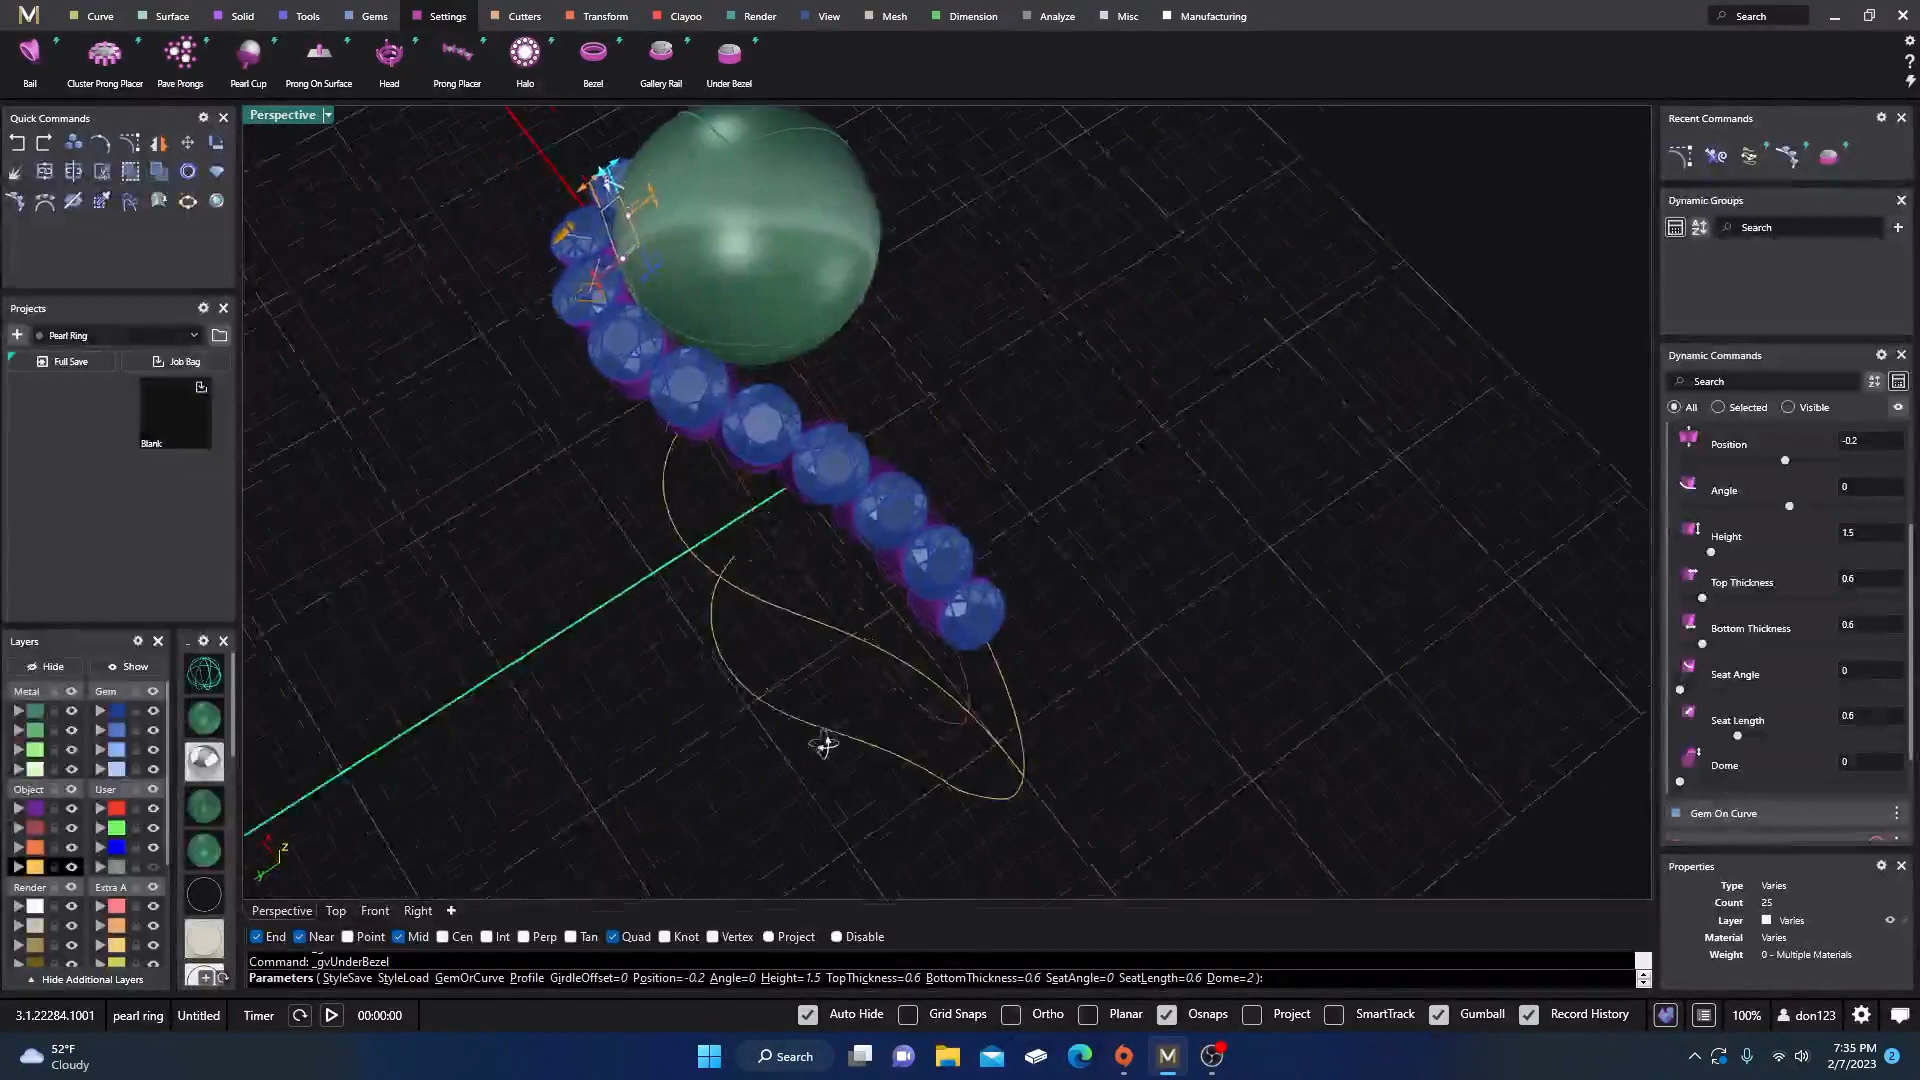 Curve Surface Solid Tools Gems Settings Cutters Transform Clayoo Render View Mesh Dimension Analyze Misc Manufacturing Search
Bail Cluster Prong Placer Pave Prongs Pearl Cup Prong On Surface Head Prong Placer Halo Bezel Gallery Rail Under Bezel
Quick Commands
Projects
Pearl Ring
Full Save Job Bag
Blank
Layers
Hide Show
Metal Gem
Object User
Render Extra A
Hide Additional Layers
Perspective
z
y
Perspective Top Front Right
End Near Point Mid Cen Int Perp Tan Quad Knot Vertex Project Disable
Command: _gvUnderBezel
Parameters ( StyleSave StyleLoad GemOrCurve Profile GirdleOffset=0 Position=-0.2 Angle=0 Height=1.5 TopThickness=0.6 BottomThickness=0.6 SeatAngle=0 SeatLength=0.6 Dome=2 ):
Recent Commands
Dynamic Groups
Search
Dynamic Commands
Search
All Selected Visible
Position -0.2
Angle 0
Height 1.5
Top Thickness 0.6
Bottom Thickness 0.6
Seat Angle 0
Seat Length 0.6
Dome 0
Gem On Curve
Properties
Type Varies
Count 25
Layer Varies
Material Varies
Weight 0 - Multiple Materials
3.1.22284.1001 pearl ring Untitled Timer 00:00:00 Auto Hide Grid Snaps Ortho Planar Osnaps Project SmartTrack Gumball Record History 100% don123
52°F
Cloudy
Search
7:35 PM
2/7/2023
2